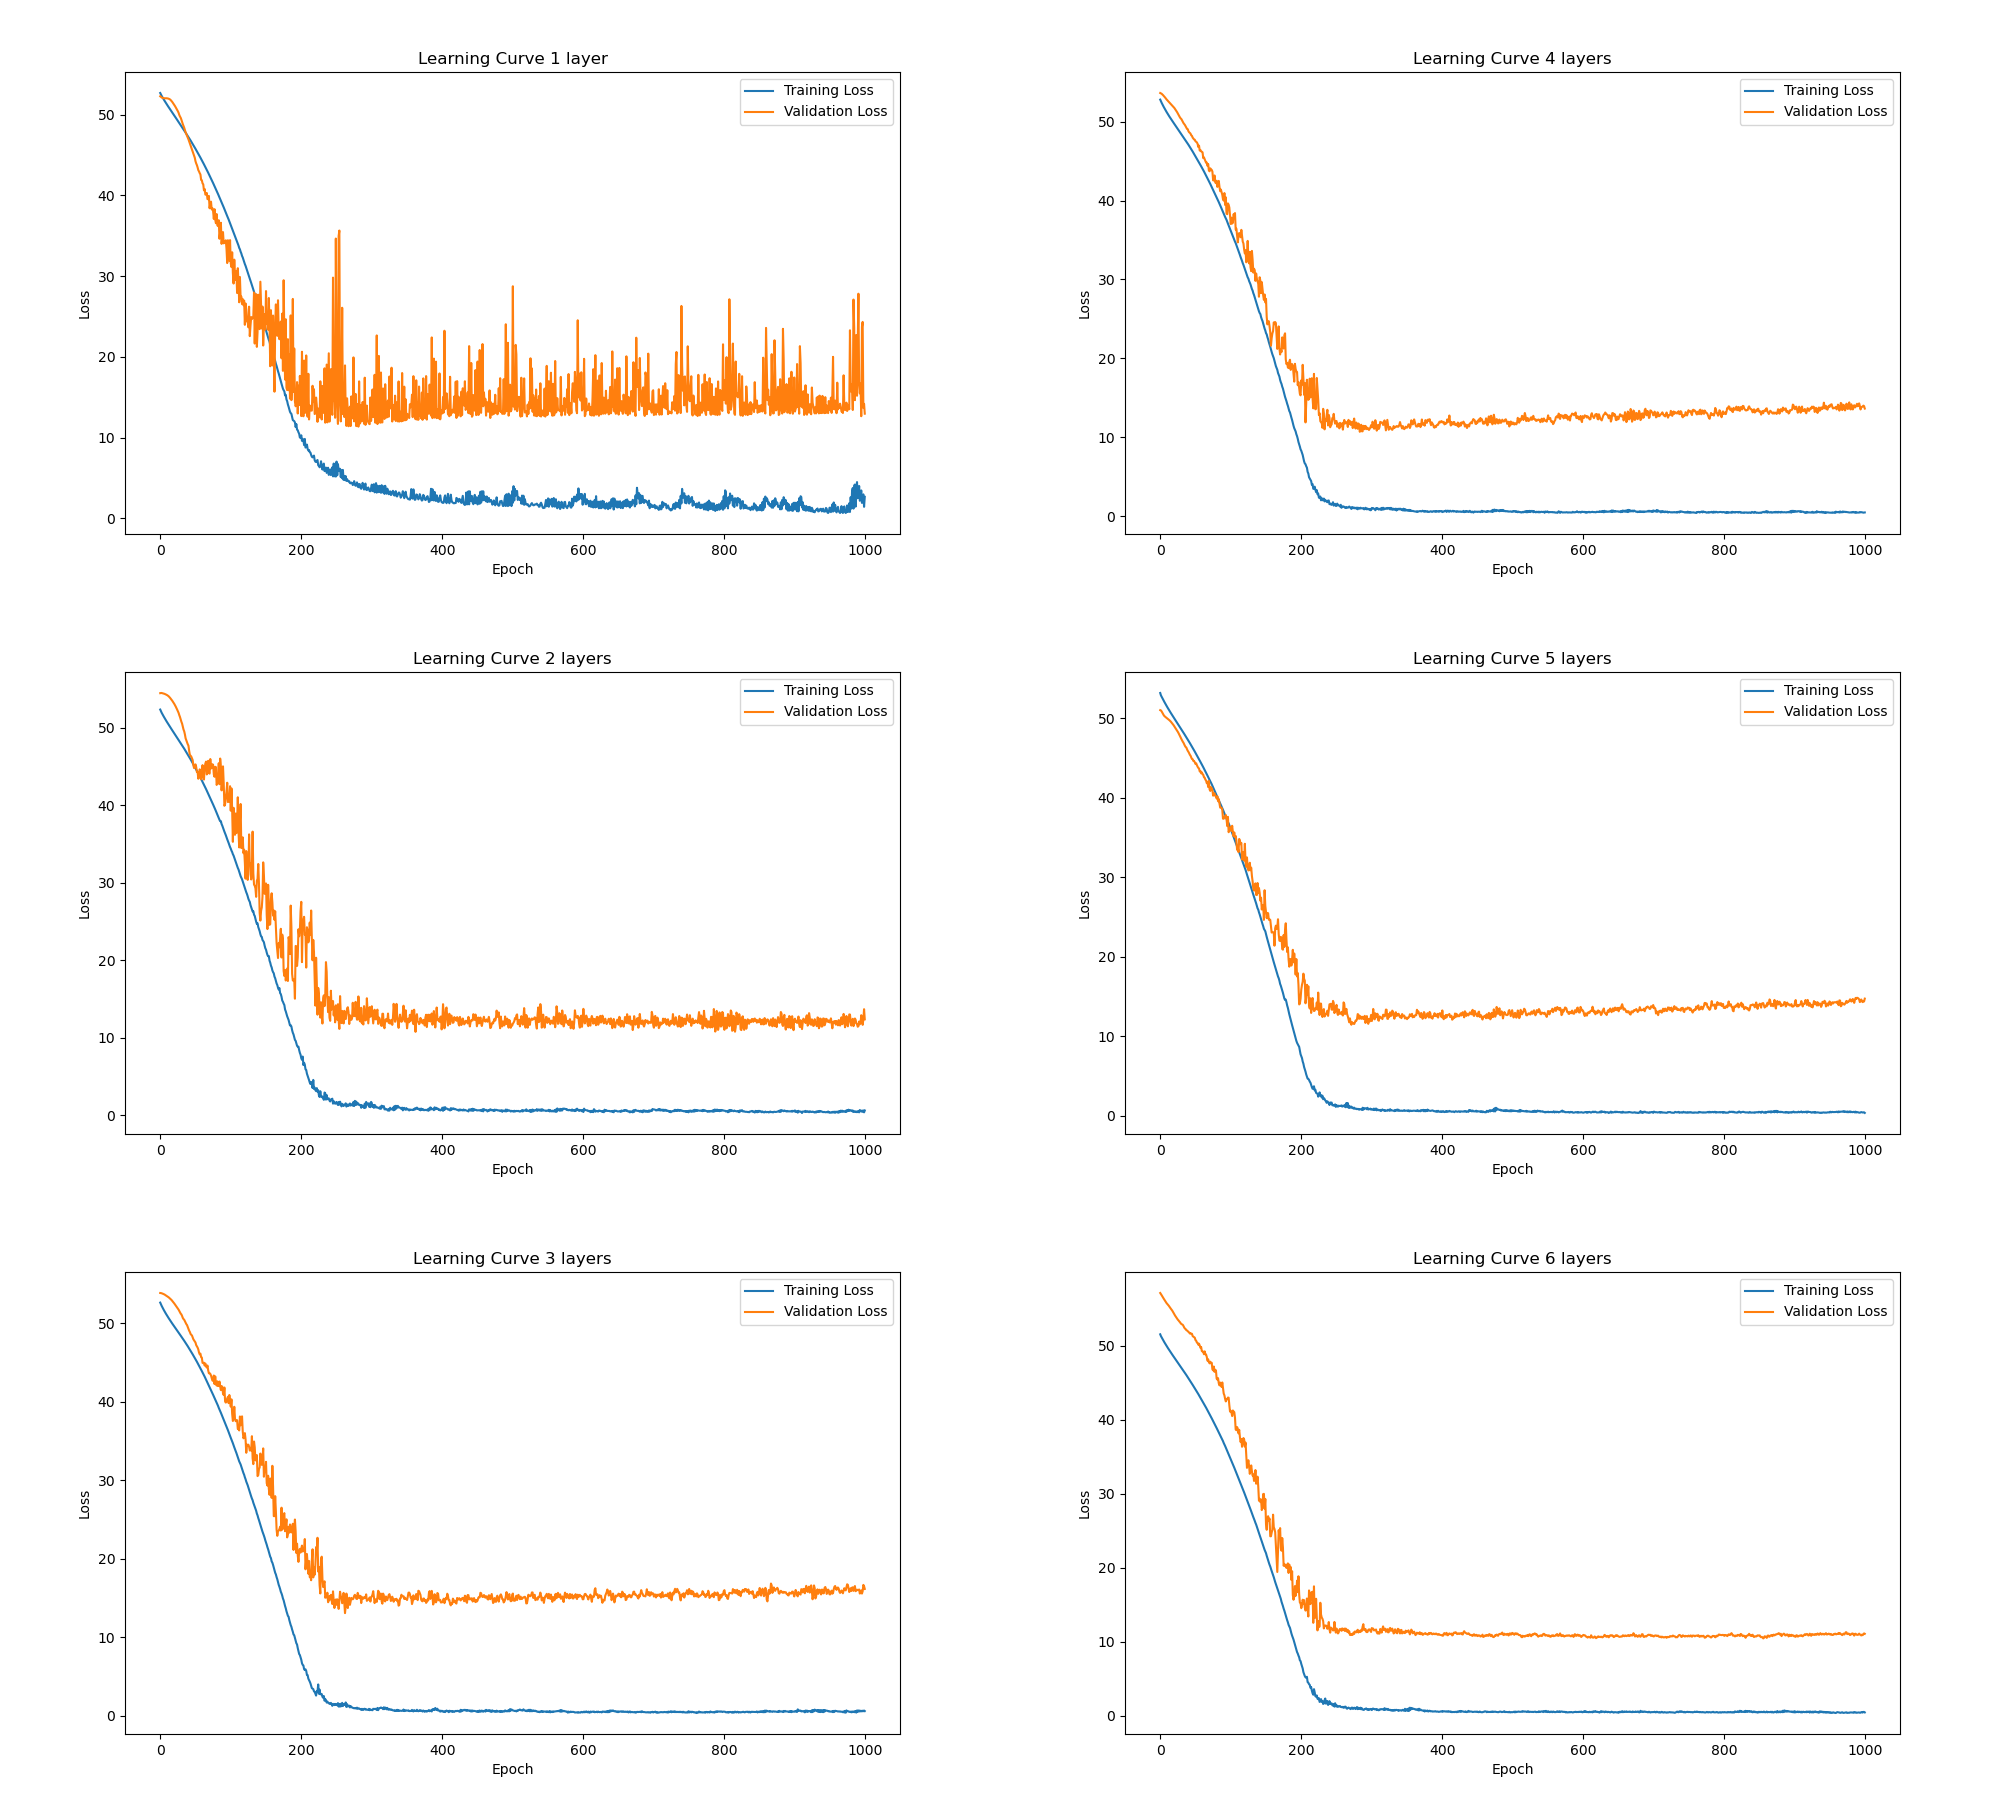 Learning Curve 1 layer
Training Loss
Validation Loss
Loss
50
40
30
20
10
0
0 200 400 600 800 1000
Epoch
Learning Curve 4 layers
Training Loss
Validation Loss
Loss
50
40
30
20
10
0
0 200 400 600 800 1000
Epoch
Learning Curve 2 layers
Training Loss
Validation Loss
Loss
50
40
30
20
10
0
0 200 400 600 800 1000
Epoch
Learning Curve 5 layers
Training Loss
Validation Loss
Loss
50
40
30
20
10
0
0 200 400 600 800 1000
Epoch
Learning Curve 3 layers
Training Loss
Validation Loss
Loss
50
40
30
20
10
0
0 200 400 600 800 1000
Epoch
Learning Curve 6 layers
Training Loss
Validation Loss
Loss
50
40
30
20
10
0
0 200 400 600 800 1000
Epoch